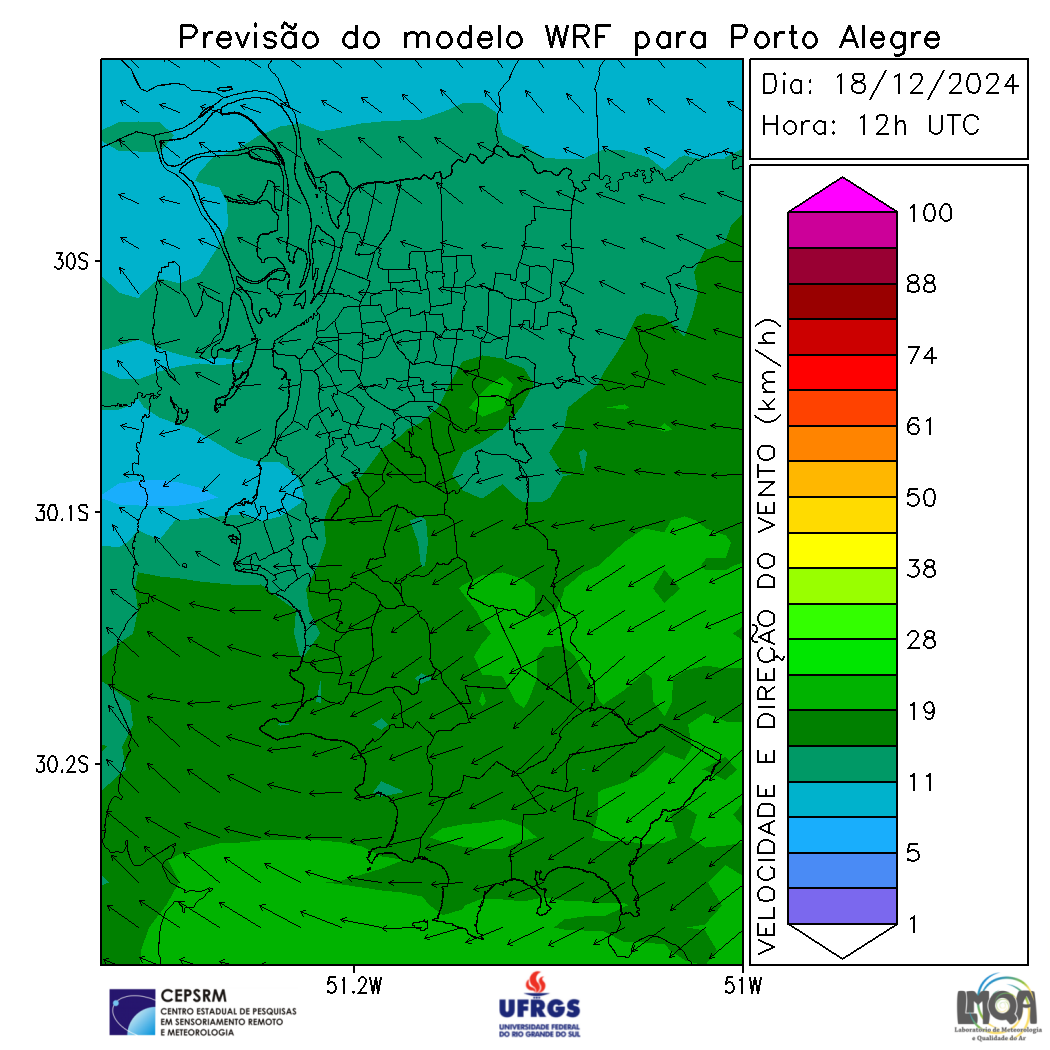 Previsão do modelo WRF para Porto Alegre
Dia: 18/12/2024
Hora: 12h UTC
30S
30.1S
30.2S
51.2W
51W
VELOCIDADE E DIREÇÃO DO VENTO (km/h)
100
88
74
61
50
38
28
19
11
5
1
CEPSRM
CENTRO ESTADUAL DE PESQUISAS
EM SENSORIAMENTO REMOTO
E METEOROLOGIA
UFRGS
UNIVERSIDADE FEDERAL
DO RIO GRANDE DO SUL
LMQA
Laboratório de Meteorologia
e Qualidade do Ar